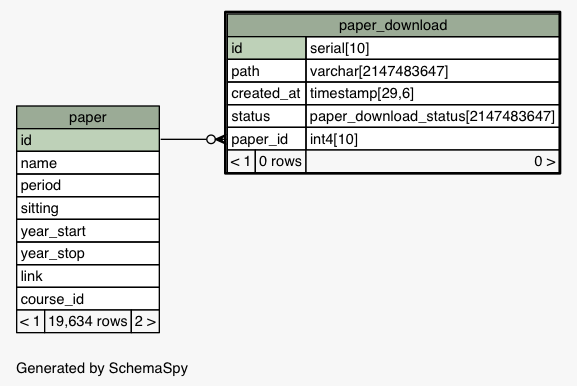 paper_download
id serial[10]
path varchar[2147483647]
created_at timestamp[29,6]
status paper_download_status[2147483647]
paper_id int4[10]
< 1 0 rows 0 >
paper
id
name
period
sitting
year_start
year_stop
link
course_id
< 1 19,634 rows 2 >
Generated by SchemaSpy